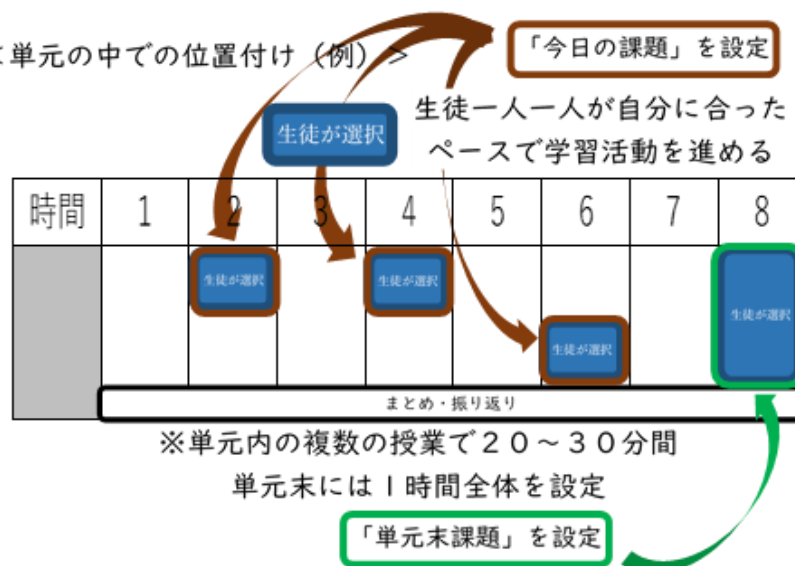 単元の中での位置付け（例）＞
「今日の課題」を設定
生徒が選択
生徒一人一人が自分に合った
ペースで学習活動を進める
時間 1 2 3 4 5 6 7 8
生徒が選択
生徒が選択
生徒が選択
生徒が選択
まとめ・振り返り
※単元内の複数の授業で２０～３０分間
単元末には１時間全体を設定
「単元末課題」を設定